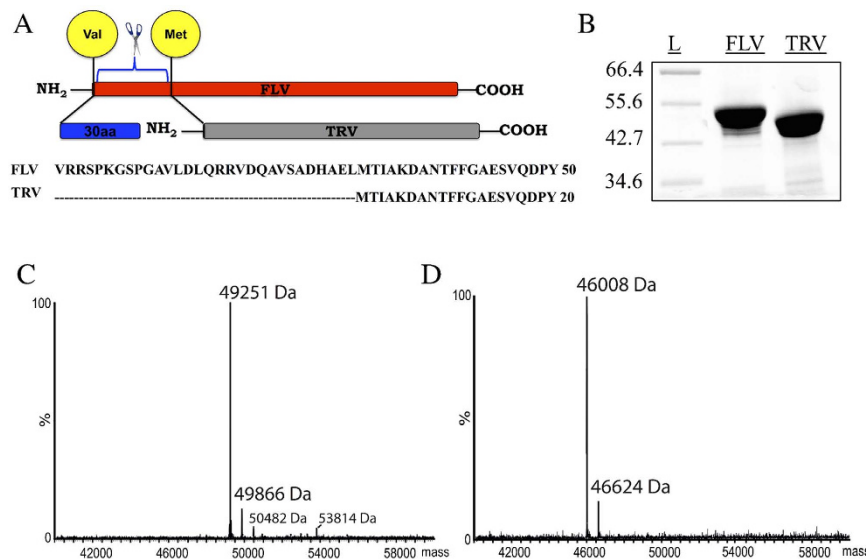 A
Val
Met
NH2
FLV
COOH
30aa
NH2
TRV
COOH
FLV VRRSPKGSPGAVLDLQRRVDQAVSADHAELMTIAKDANTFFGAESVQDPY 50
TRV ------------------------------MTIAKDANTFFGAESVQDPY 20
B
L FLV TRV
66.4
55.6
42.7
34.6
C
49251 Da
100
%
49866 Da
50482 Da
53814 Da
0
42000 46000 50000 54000 58000 mass
D
46008 Da
100
%
46624 Da
0
42000 46000 50000 54000 58000 mass